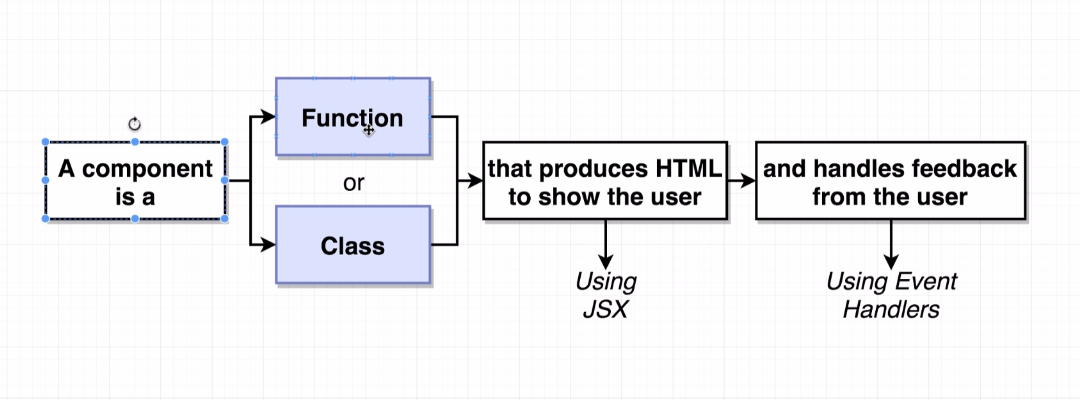 A component
is a
Function
or
Class
that produces HTML
to show the user
Using
JSX
and handles feedback
from the user
Using Event
Handlers